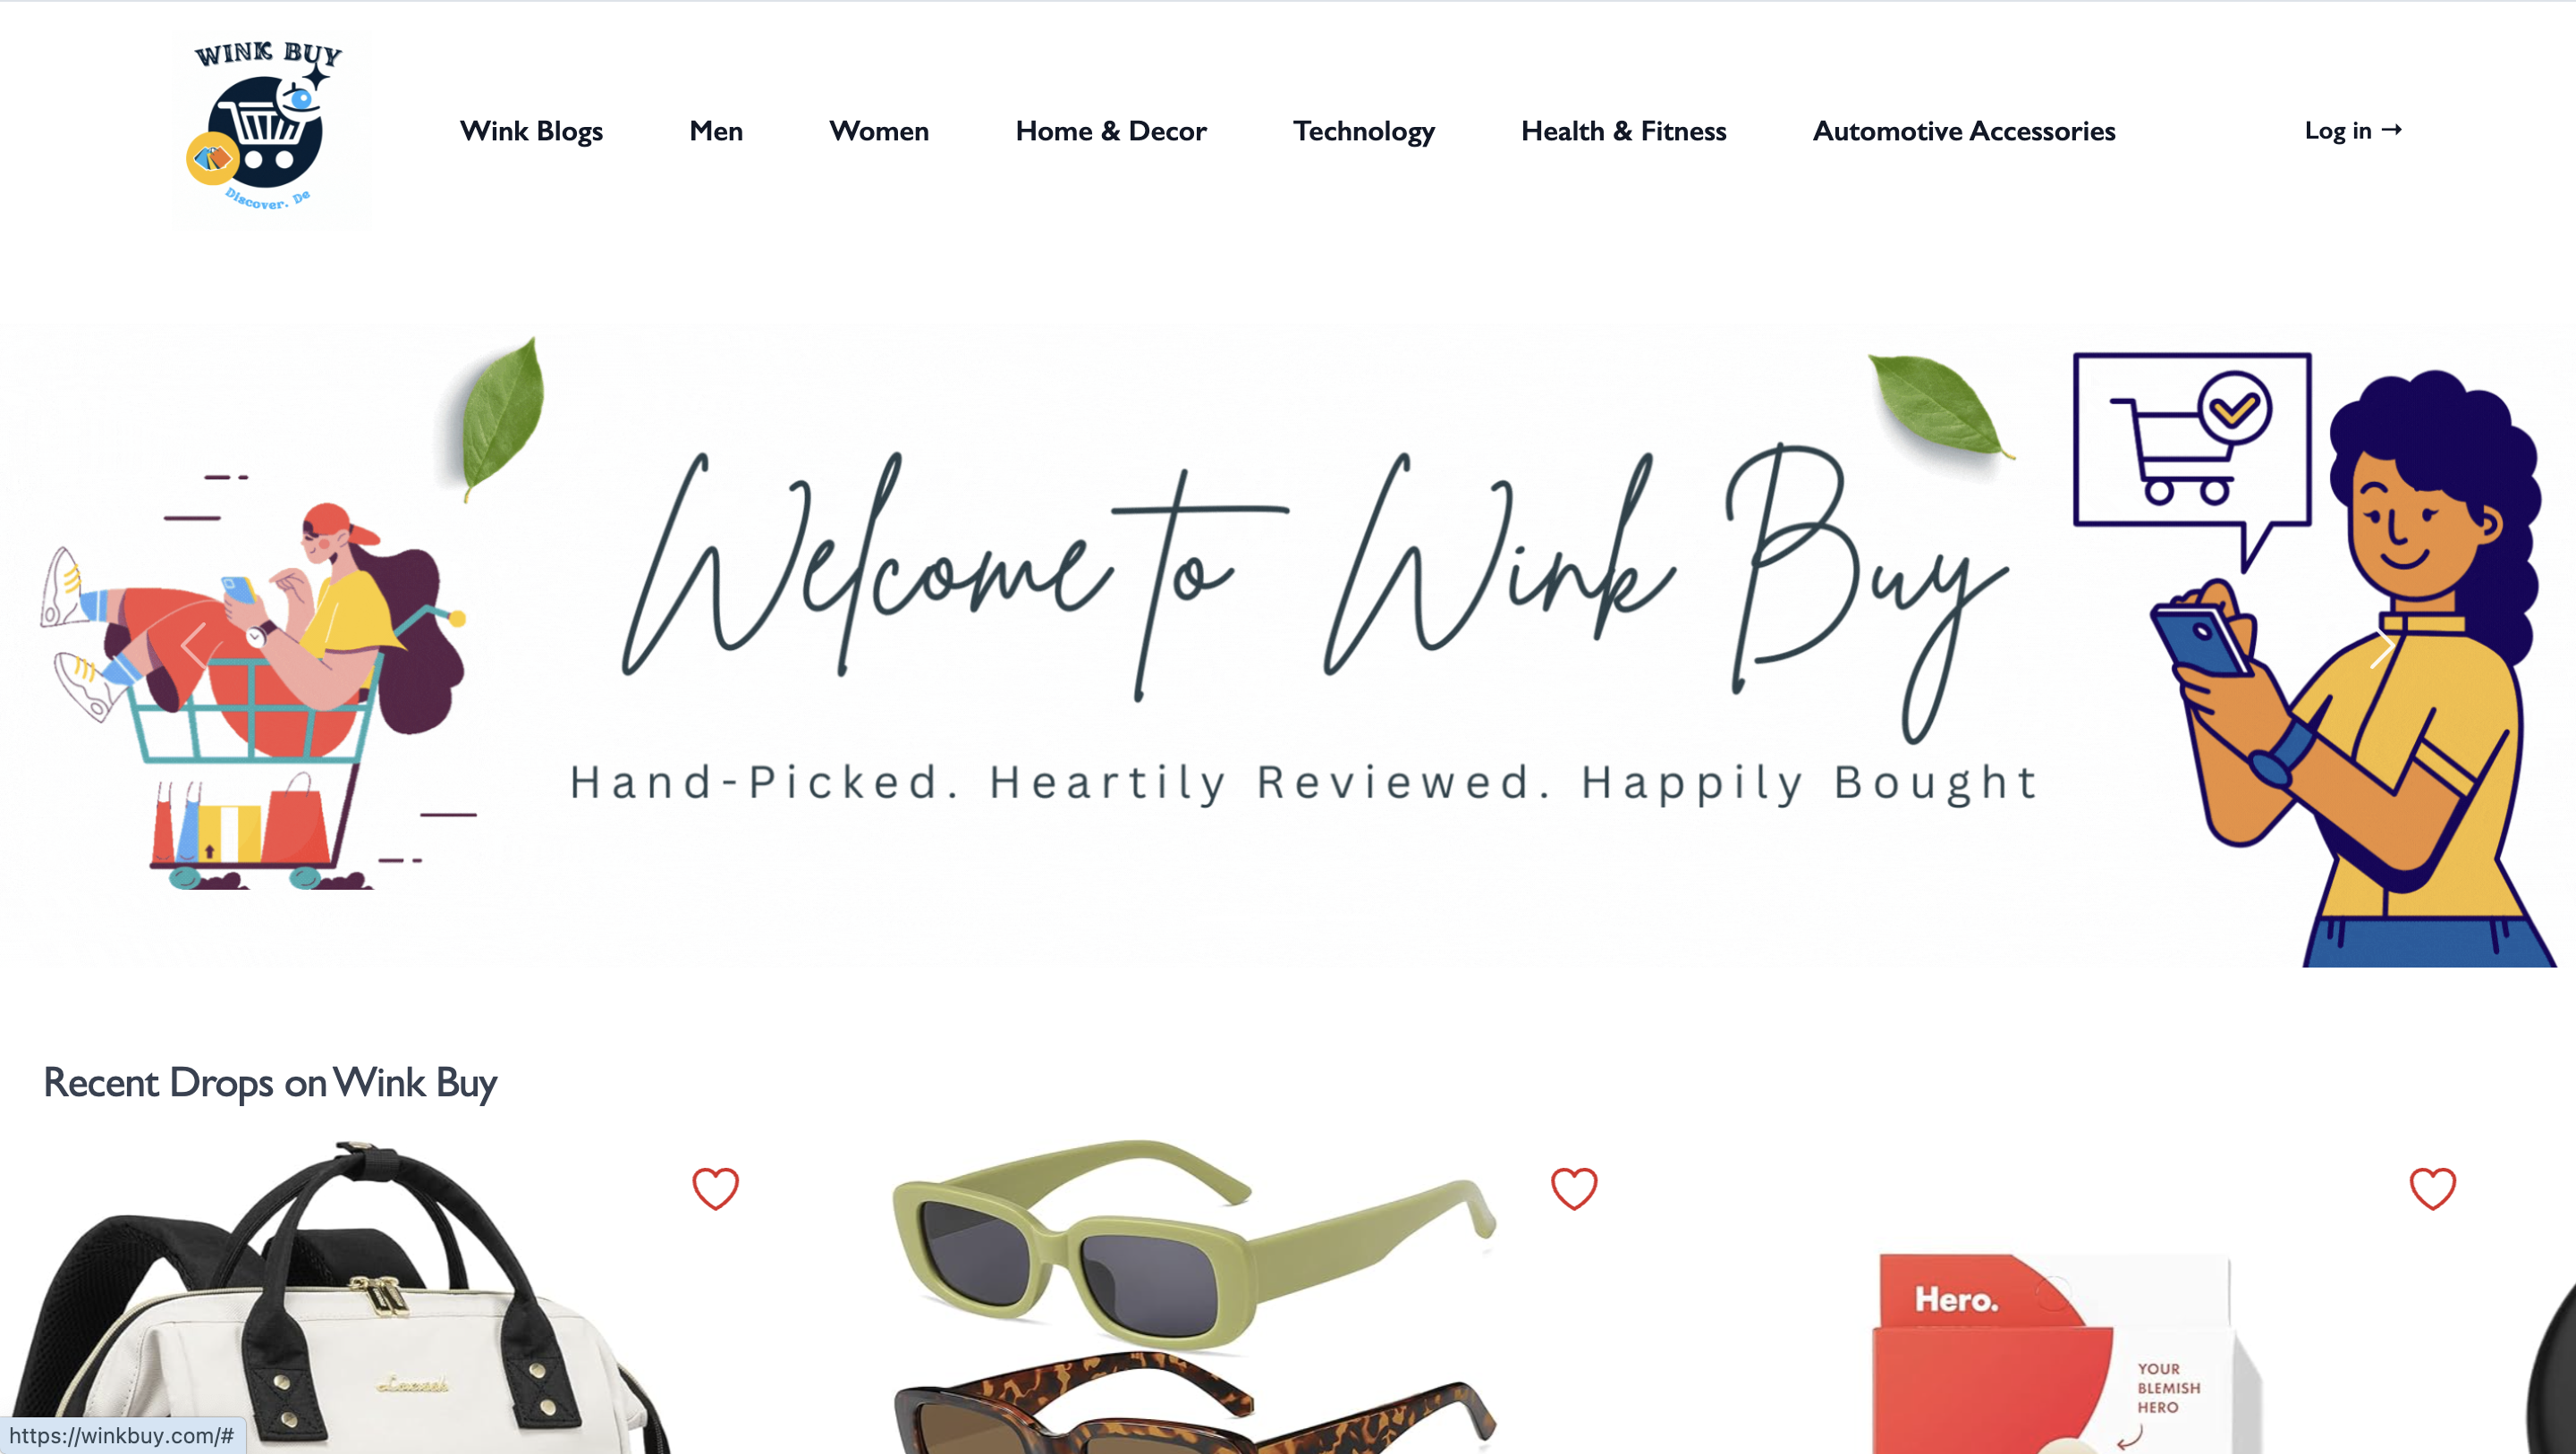 WINK BUY
Discover. De
Wink Blogs
Men
Women
Home & Decor
Technology
Health & Fitness
Automotive Accessories
Log in →
Welcome to Wink Buy
Hand-Picked. Heartily Reviewed. Happily Bought
Recent Drops on Wink Buy
Hero.
YOUR
BLEMISH
HERO
https://winkbuy.com/#